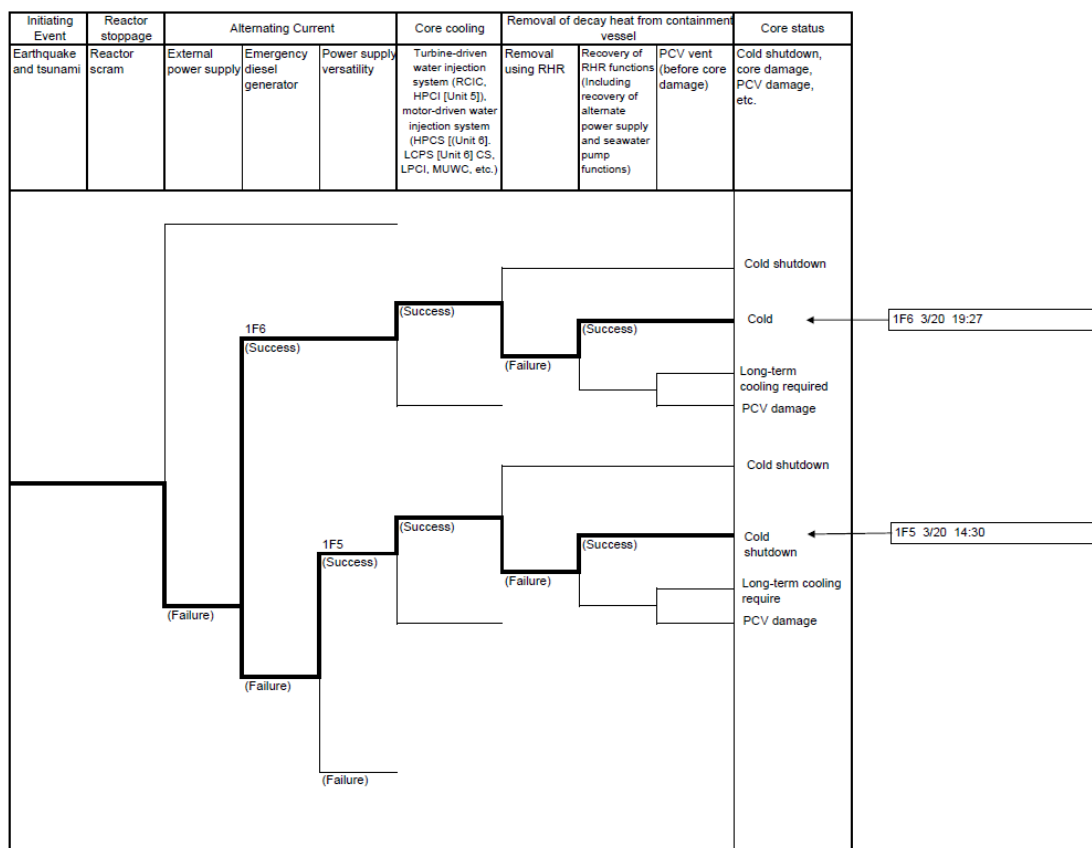 Initiating
Event
Reactor
stoppage
Alternating Current
Core cooling
Removal of decay heat from containment
vessel
Core status
Earthquake
and tsunami
Reactor
scram
External
power supply
Emergency
diesel
generator
Power supply
versatility
Turbine-driven
water injection
system (RCIC,
HPCI [Unit 5]),
motor-driven water
injection system
(HPCS [(Unit 6].
LCPS [Unit 6] CS,
LPCI, MUWC, etc.)
Removal
using RHR
Recovery of
RHR functions
(Including
recovery of
alternate
power supply
and seawater
pump
functions)
PCV vent
(before core
damage)
Cold shutdown,
core damage,
PCV damage,
etc.
Cold shutdown
(Success)
1F6
(Success)
(Success)
Cold
1F6 3/20 19:27
(Failure)
Long-term
cooling required
PCV damage
Cold shutdown
(Success)
1F5
(Success)
(Success)
Cold
shutdown
1F5 3/20 14:30
(Failure)
Long-term cooling
require
PCV damage
(Failure)
(Failure)
(Failure)